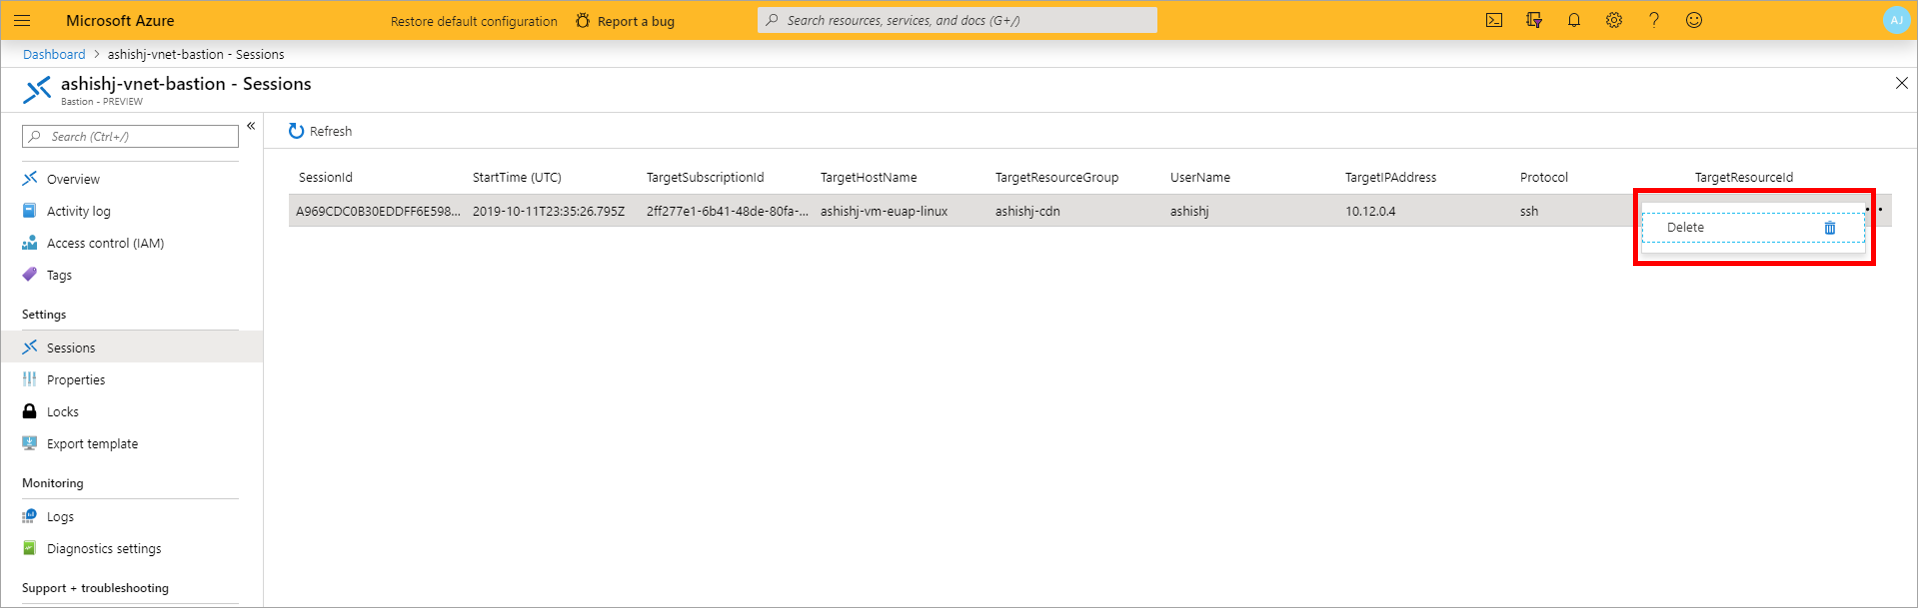 Microsoft Azure Restore default configuration Report a bug Search resources, services, and docs (G+/) AJ
Dashboard > ashishj-vnet-bastion - Sessions
ashishj-vnet-bastion - Sessions
Bastion - PREVIEW
Search (Ctrl+/) «
Refresh
Overview
Activity log
Access control (IAM)
Tags
Settings
Sessions
Properties
Locks
Export template
Monitoring
Logs
Diagnostics settings
Support + troubleshooting
SessionId StartTime (UTC) TargetSubscriptionId TargetHostName TargetResourceGroup UserName TargetIPAddress Protocol TargetResourceId
A969CDC0B30EDDFF6E598... 2019-10-11T23:35:26.795Z 2ff277e1-6b41-48de-80fa-... ashishj-vm-euap-linux ashishj-cdn ashishj 10.12.0.4 ssh
Delete